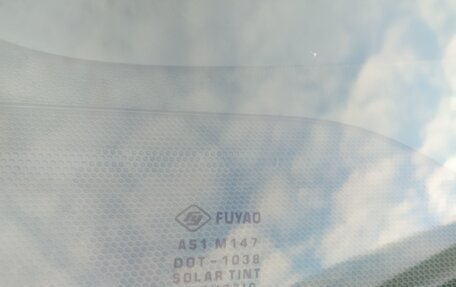 FUYAO
AS1 M147
DOT-1038
SOLAR TINT